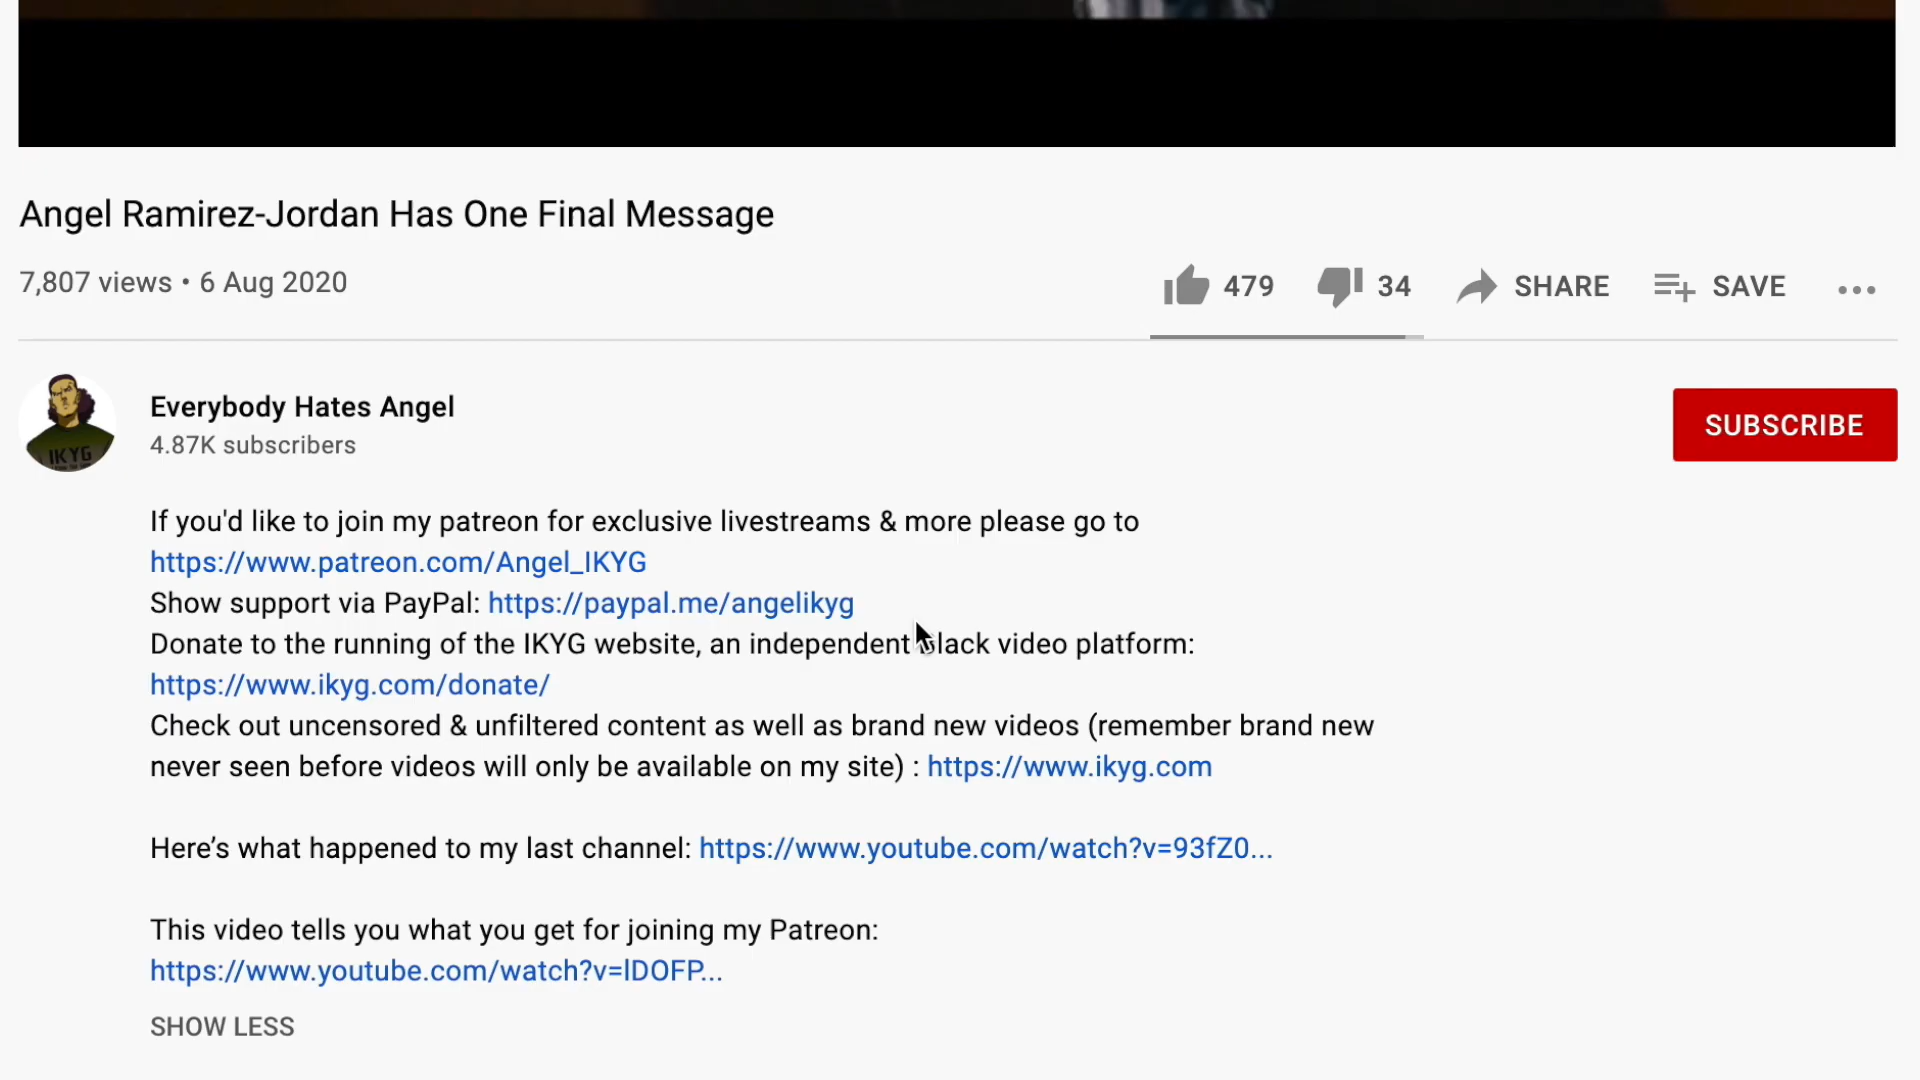 Angel Ramirez-Jordan Has One Final Message
7,807 views • 6 Aug 2020
479 34 SHARE SAVE
Everybody Hates Angel
4.87K subscribers
SUBSCRIBE
IKYG
If you'd like to join my patreon for exclusive livestreams & more please go to
https://www.patreon.com/Angel_IKYG
Show support via PayPal: https://paypal.me/angelikyg
Donate to the running of the IKYG website, an independent black video platform:
https://www.ikyg.com/donate/
Check out uncensored & unfiltered content as well as brand new videos (remember brand new
never seen before videos will only be available on my site) : https://www.ikyg.com
Here’s what happened to my last channel: https://www.youtube.com/watch?v=93fZ0...
This video tells you what you get for joining my Patreon:
https://www.youtube.com/watch?v=lDOFP...
SHOW LESS